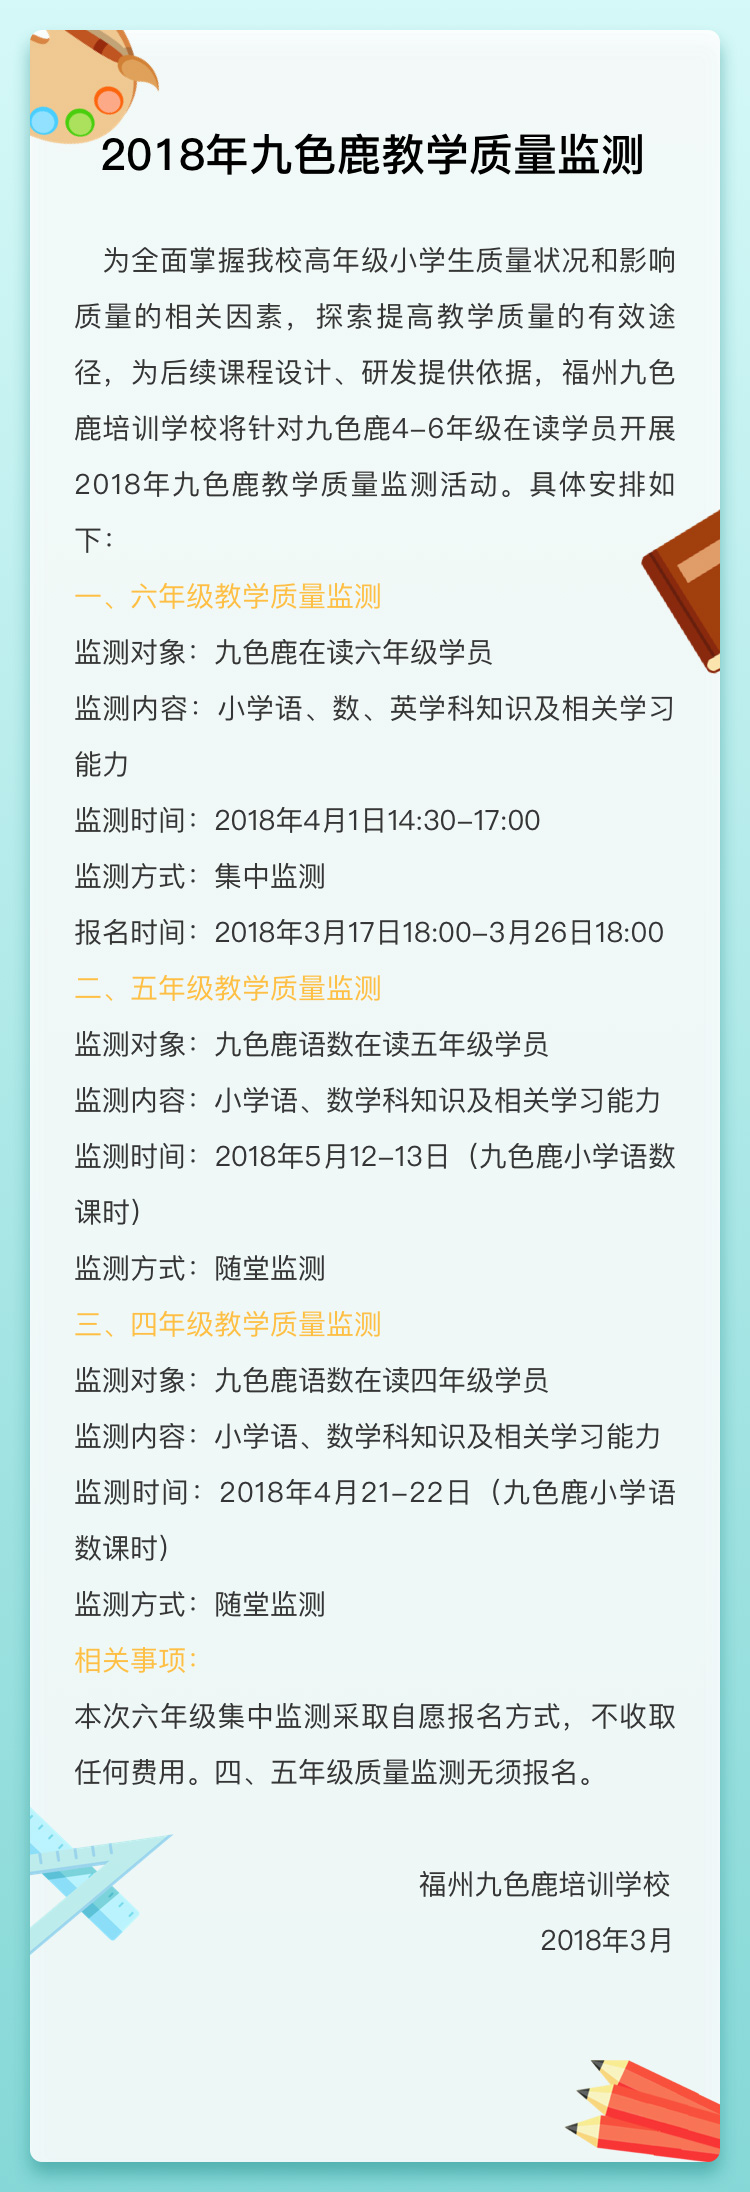 2018年九色鹿教学质量监测
为全面掌握我校高年级小学生质量状况和影响
质量的相关因素，探索提高教学质量的有效途
径，为后续课程设计、研发提供依据，福州九色
鹿培训学校将针对九色鹿4-6年级在读学员开展
2018年九色鹿教学质量监测活动。具体安排如
下：
一、六年级教学质量监测
监测对象：九色鹿在读六年级学员
监测内容：小学语、数、英学科知识及相关学习
能力
监测时间：2018年4月1日14:30-17:00
监测方式：集中监测
报名时间：2018年3月17日18:00-3月26日18:00
二、五年级教学质量监测
监测对象：九色鹿语数在读五年级学员
监测内容：小学语、数学科知识及相关学习能力
监测时间：2018年5月12-13日（九色鹿小学语数
课时）
监测方式：随堂监测
三、四年级教学质量监测
监测对象：九色鹿语数在读四年级学员
监测内容：小学语、数学科知识及相关学习能力
监测时间：2018年4月21-22日（九色鹿小学语
数课时）
监测方式：随堂监测
相关事项：
本次六年级集中监测采取自愿报名方式，不收取
任何费用。四、五年级质量监测无须报名。
福州九色鹿培训学校
2018年3月